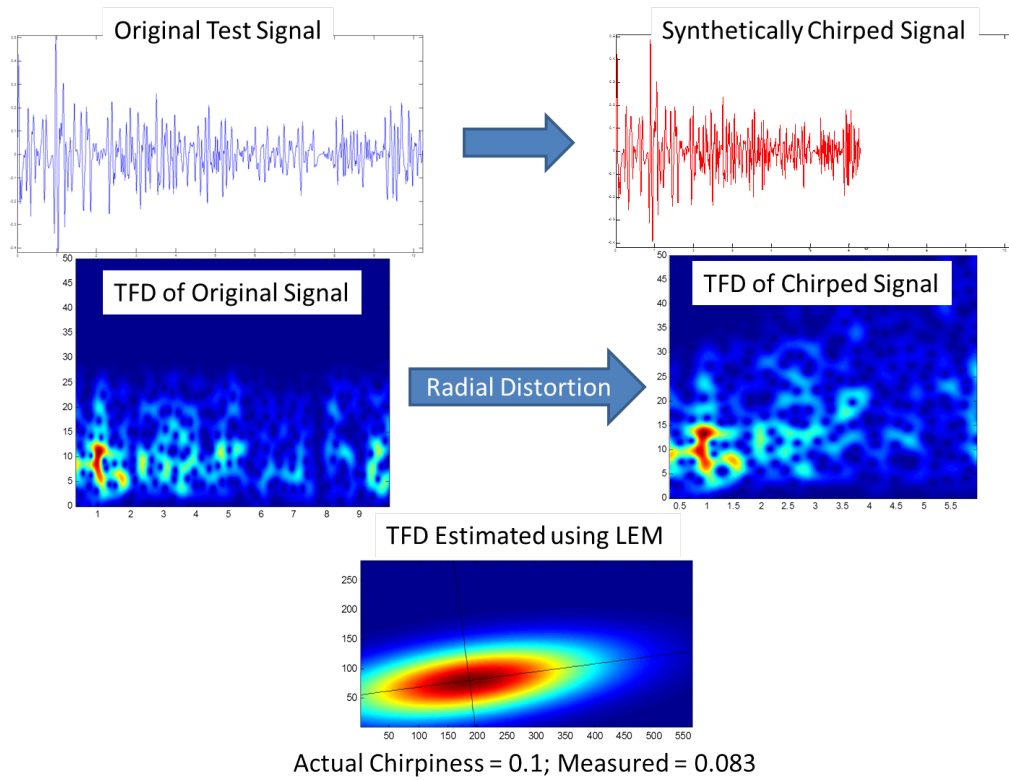 Original Test Signal
Synthetically Chirped Signal
TFD of Original Signal
TFD of Chirped Signal
Radial Distortion
50
45
40
35
30
25
20
15
10
5
0
1 2 3 4 5 6 7 8 9
50
45
40
35
30
25
20
15
10
5
0
0.5 1 1.5 2 2.5 3 3.5 4 4.5 5 5.5
TFD Estimated using LEM
250
200
150
100
50
50 100 150 200 250 300 350 400 450 500 550
Actual Chirpiness = 0.1; Measured = 0.083